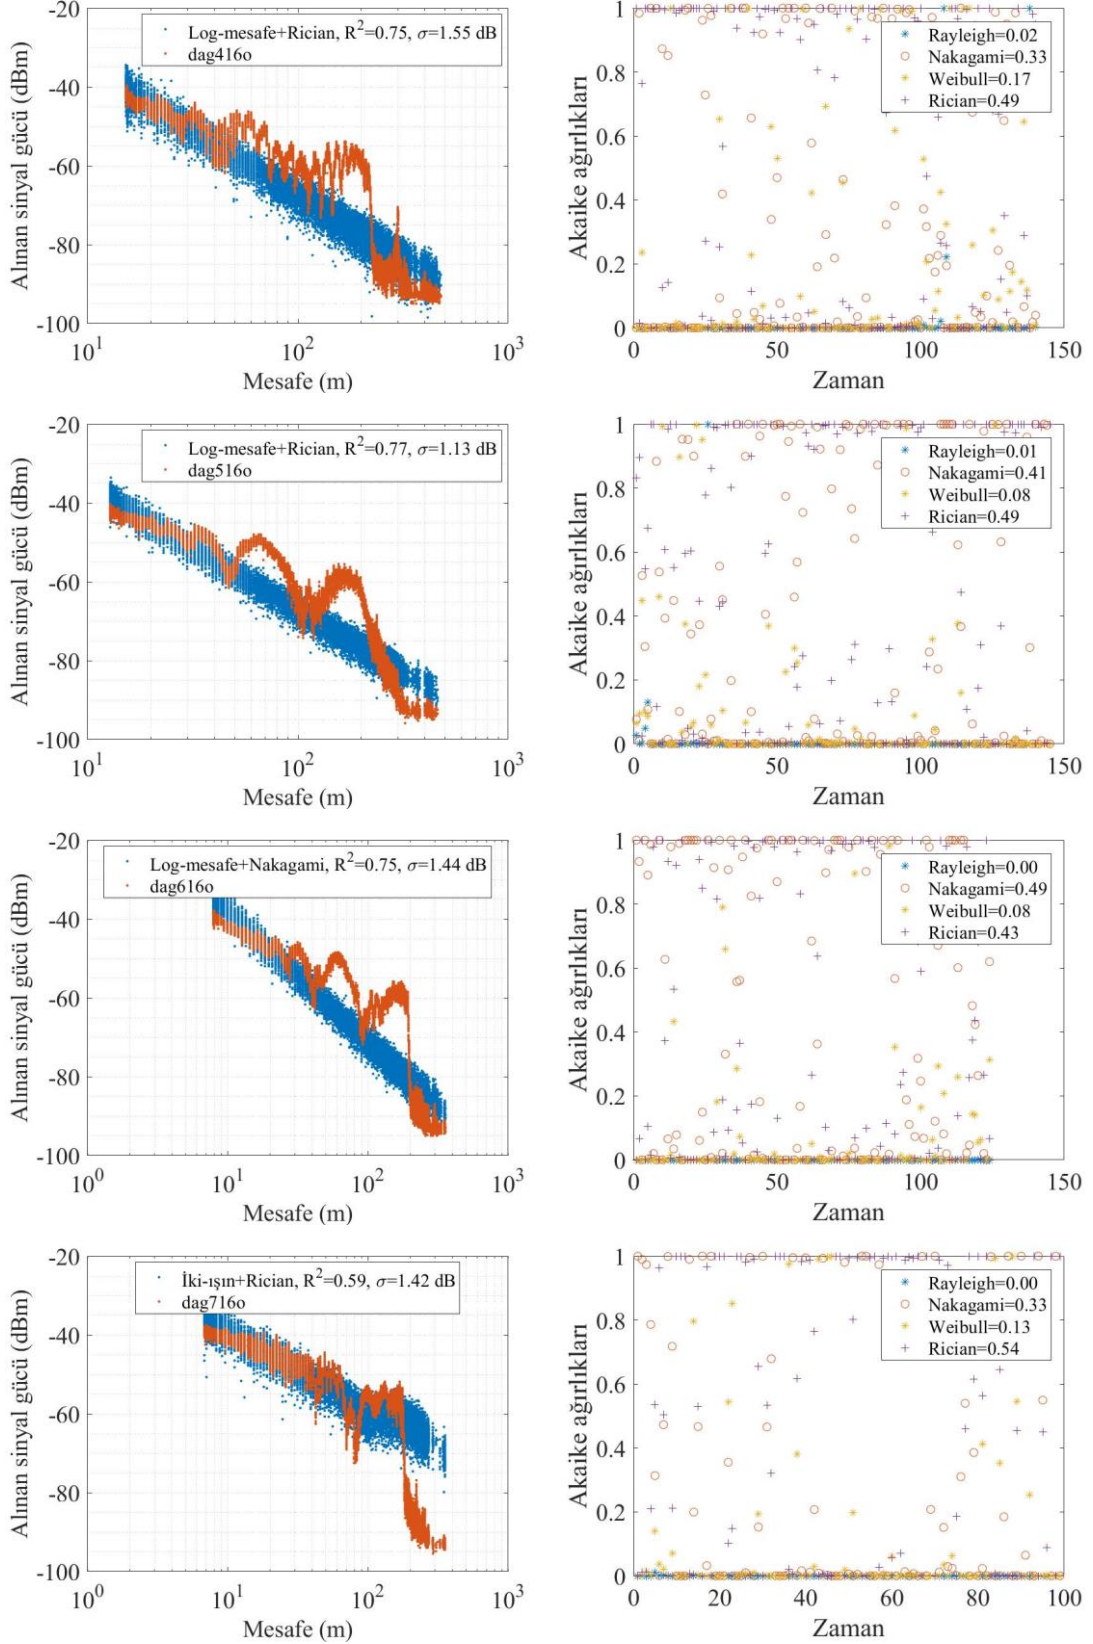 Log-mesafe+Rician, R²=0.75, σ=1.55 dB
dag416o
Alınan sinyal gücü (dBm)
-20
-40
-60
-80
-100
10¹
10²
10³
Mesafe (m)
Akaike ağırlıkları
1
0.8
0.6
0.4
0.2
0
0
50
100
150
Zaman
Rayleigh=0.02
Nakagami=0.33
Weibull=0.17
Rician=0.49
Log-mesafe+Rician, R²=0.77, σ=1.13 dB
dag516o
Alınan sinyal gücü (dBm)
-20
-40
-60
-80
-100
10¹
10²
10³
Mesafe (m)
Akaike ağırlıkları
1
0.8
0.6
0.4
0.2
0
0
50
100
150
Zaman
Rayleigh=0.01
Nakagami=0.41
Weibull=0.08
Rician=0.49
Log-mesafe+Nakagami, R²=0.75, σ=1.44 dB
dag616o
Alınan sinyal gücü (dBm)
-20
-40
-60
-80
-100
10⁰
10¹
10²
10³
Mesafe (m)
Akaike ağırlıkları
1
0.8
0.6
0.4
0.2
0
0
50
100
150
Zaman
Rayleigh=0.00
Nakagami=0.49
Weibull=0.08
Rician=0.43
İki-ışın+Rician, R²=0.59, σ=1.42 dB
dag716o
Alınan sinyal gücü (dBm)
-20
-40
-60
-80
-100
10⁰
10¹
10²
10³
Mesafe (m)
Akaike ağırlıkları
1
0.8
0.6
0.4
0.2
0
0
20
40
60
80
100
Zaman
Rayleigh=0.00
Nakagami=0.33
Weibull=0.13
Rician=0.54